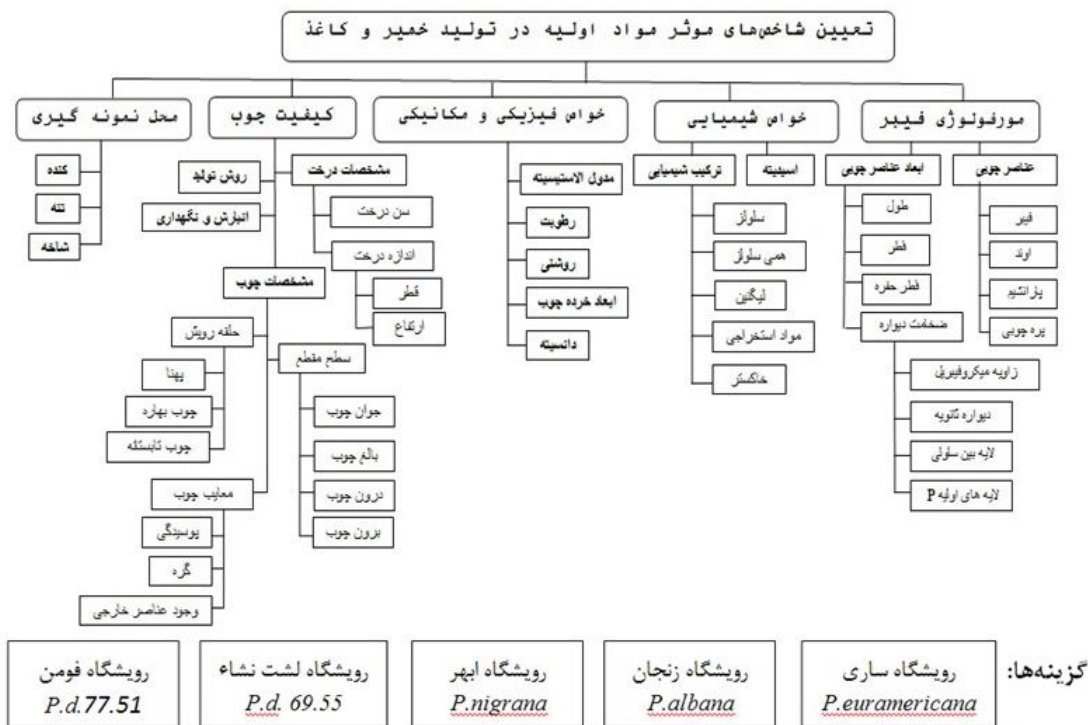 تعیین شاخص‌های موثر مواد اولیه در تولید خمیر و کاغذ
مورفولوژی فیبر
خواص شیمیایی
خواص فیزیکی و مکانیکی
کیفیت چوب
محل نمونه گیری
عناصر چوبی
فیبر
آوند
پارانشیم
پره چوبی
ابعاد عناصر چوبی
طول
قطر
قطر حفره
ضخامت دیواره
زاویه میکروفیبریل
دیواره ثانویه
لایه بین سلولی
لایه های اولیه P
اسیدیته
ترکیب شیمیایی
سلولز
همی سلولز
لیگنین
مواد استخراجی
خاکستر
مدول الاستیسیته
رطوبت
روشنی
ابعاد خرده چوب
دانسیته
مشخصات درخت
سن درخت
اندازه درخت
قطر
ارتفاع
روش تولید
انبارش و نگهداری
مشخصات چوب
سطح مقطع
جوان چوب
بالغ چوب
درون چوب
برون چوب
حلقه رویش
پهنا
چوب بهاره
چوب تابستانه
معایب چوب
پوسیدگی
گره
وجود عناصر خارجی
کنده
تنه
شاخه
گزینه‌ها:
رویشگاه ساری
P.euramericana
رویشگاه زنجان
P.albana
رویشگاه ابهر
P.nigrana
رویشگاه لشت نشاء
P.d. 69.55
رویشگاه فومن
P.d.77.51